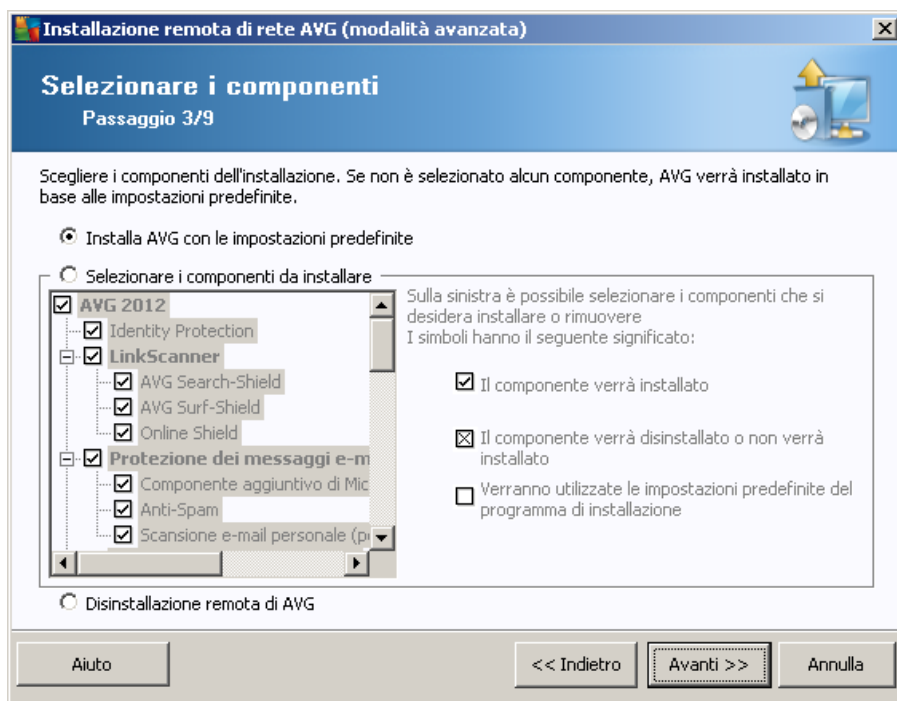 Installazione remota di rete AVG (modalità avanzata)
Selezionare i componenti
Passaggio 3/9
Scegliere i componenti dell'installazione. Se non è selezionato alcun componente, AVG verrà installato in
base alle impostazioni predefinite.
Installa AVG con le impostazioni predefinite
Selezionare i componenti da installare
AVG 2012
Identity Protection
LinkScanner
AVG Search-Shield
AVG Surf-Shield
Online Shield
Protezione dei messaggi e-m
Componente aggiuntivo di Mic
Anti-Spam
Scansione e-mail personale (p
Sulla sinistra è possibile selezionare i componenti che si
desidera installare o rimuovere
I simboli hanno il seguente significato:
Il componente verrà installato
Il componente verrà disinstallato o non verrà
installato
Verranno utilizzate le impostazioni predefinite del
programma di installazione
Disinstallazione remota di AVG
Aiuto
<< Indietro
Avanti >>
Annulla